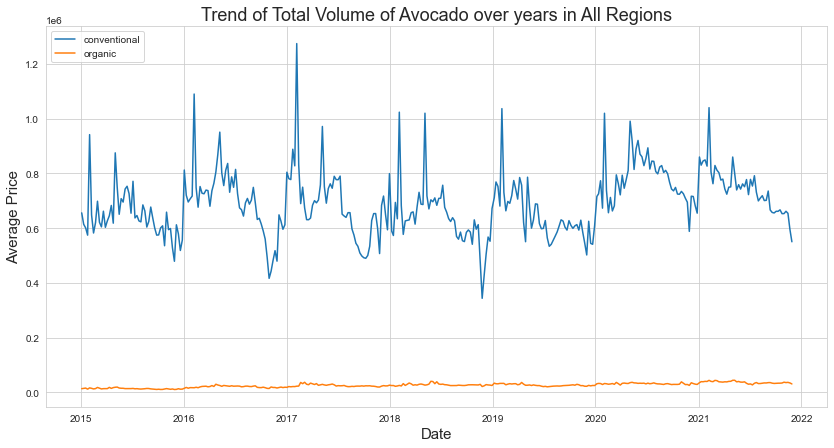 Trend of Total Volume of Avocado over years in All Regions
1e6
conventional
organic
1.2
1.0
0.8
0.6
0.4
0.2
0.0
Average Price
2015 2016 2017 2018 2019 2020 2021 2022
Date